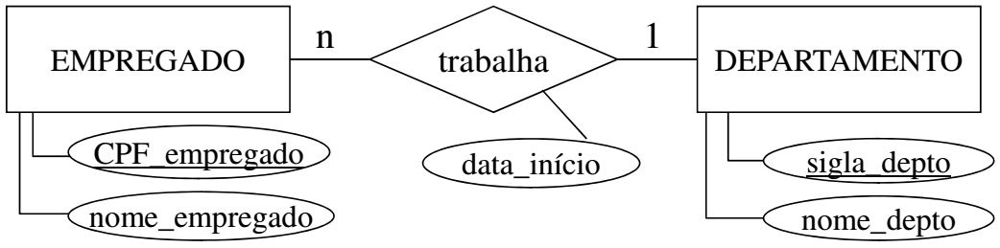 EMPREGADO
n
trabalha
1
DEPARTAMENTO
CPF_empregado
nome_empregado
data_início
sigla_depto
nome_depto